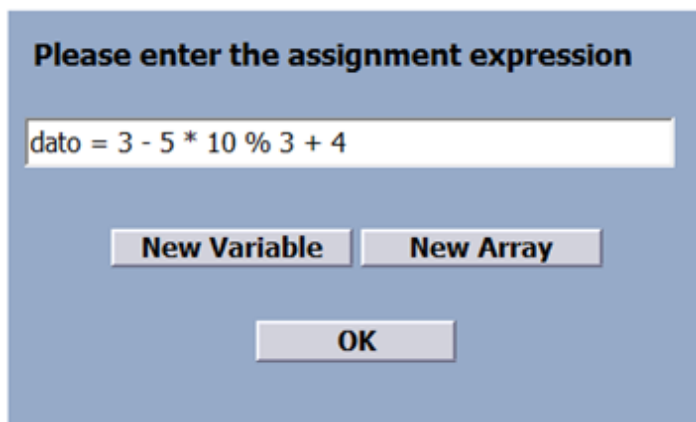 Please enter the assignment expression
dato = 3 - 5 * 10 % 3 + 4
New Variable New Array
OK